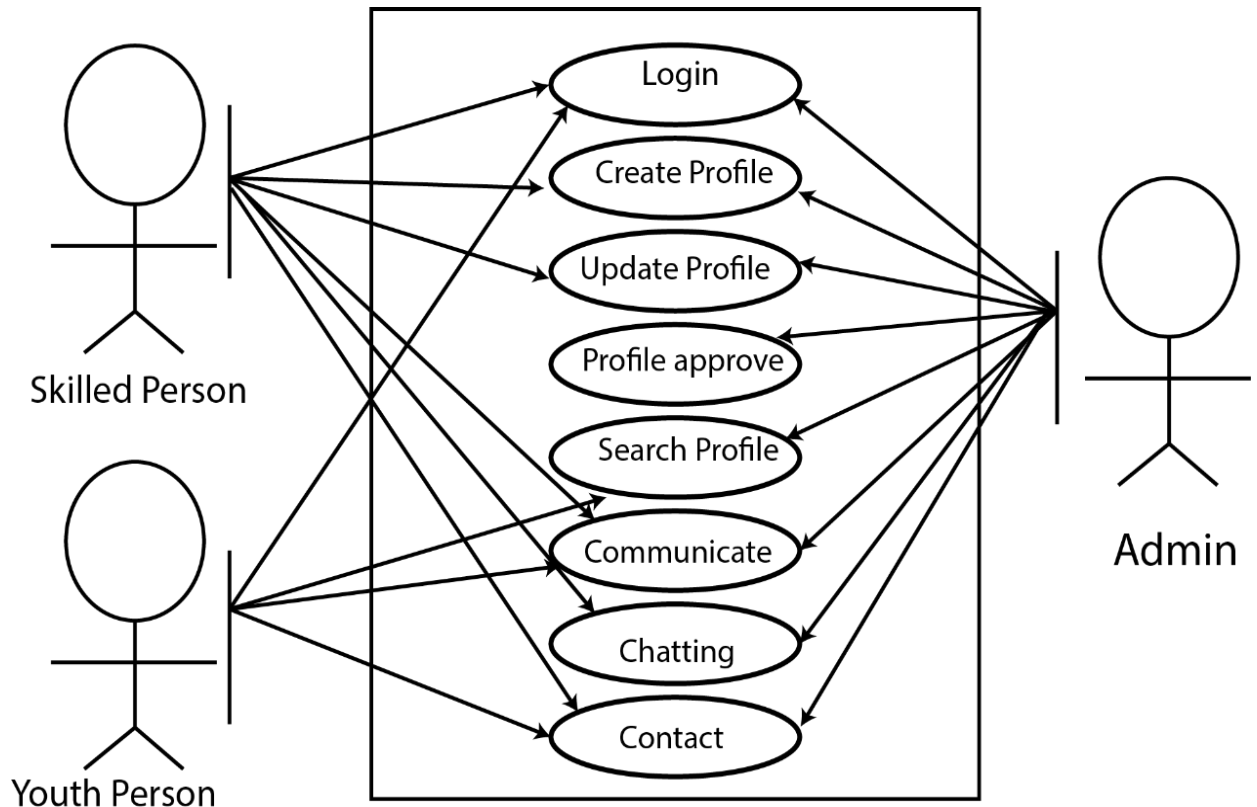 Login
Create Profile
Update Profile
Profile approve
Skilled Person
Search Profile
Communicate
Admin
Chatting
Contact
Youth Person